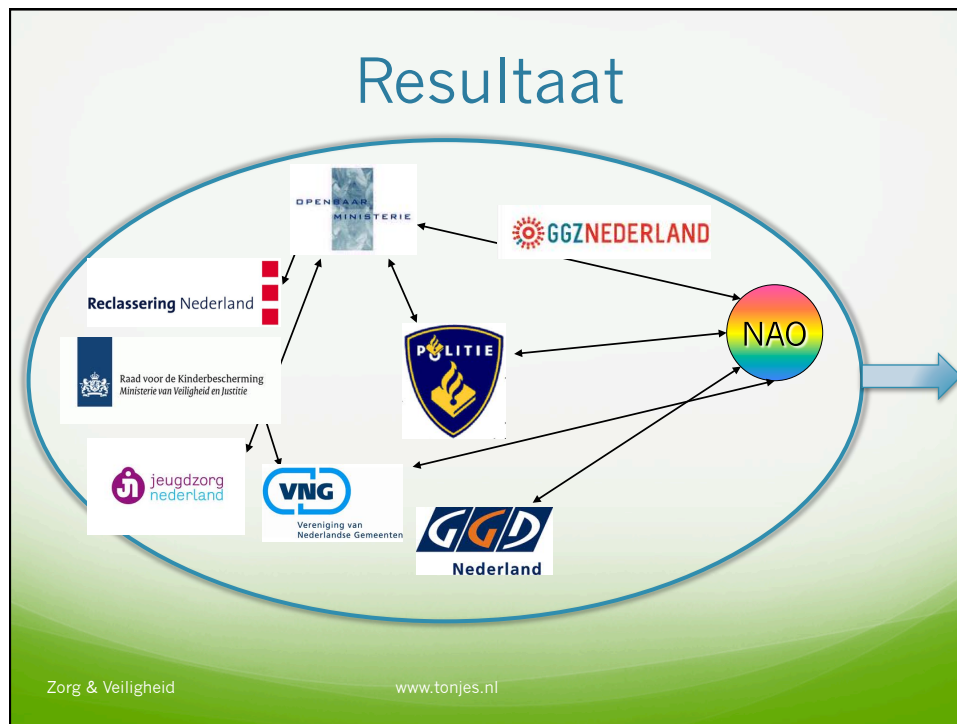 Resultaat
OPENBAAR
MINISTERIE
GGZNEDERLAND
Reclassering Nederland
NAO
POLITIE
Raad voor de Kinderbescherming
Ministerie van Veiligheid en Justitie
jeugdzorg
nederland
VNG
Vereniging van
Nederlandse Gemeenten
GGD
Nederland
Zorg & Veiligheid
www.tonjes.nl